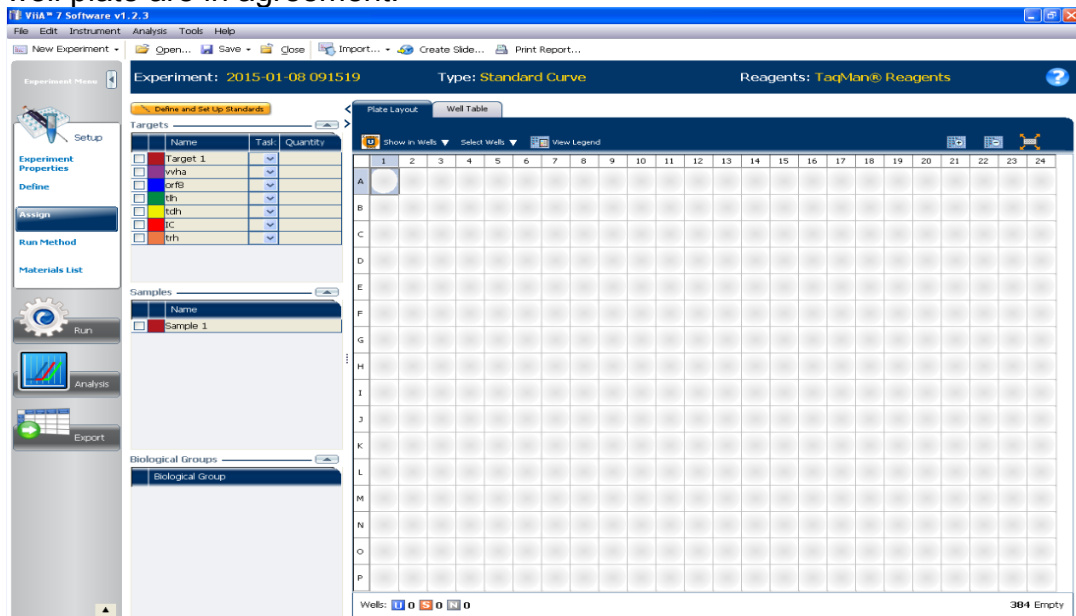 well plate are in agreement.
ViiA™ 7 Software v1.2.3
File Edit Instrument Analysis Tools Help
New Experiment Open... Save Close Import... Create Slide... Print Report...
Experiment Menu
Experiment: 2015-01-08 091519 Type: Standard Curve Reagents: TaqMan® Reagents
Setup
Experiment Properties
Define
Assign
Run Method
Materials List
Run
Analysis
Export
Define and Set Up Standards
Targets
Name Task Quantity
Target 1
vvha
orf8
tlh
tdh
IC
trh
Samples
Name
Sample 1
Biological Groups
Biological Group
Plate Layout Well Table
Show in Wells Select Wells View Legend
1 2 3 4 5 6 7 8 9 10 11 12 13 14 15 16 17 18 19 20 21 22 23 24
A
B
C
D
E
F
G
H
I
J
K
L
M
N
O
P
Wells: U 0 S 0 N 0 384 Empty